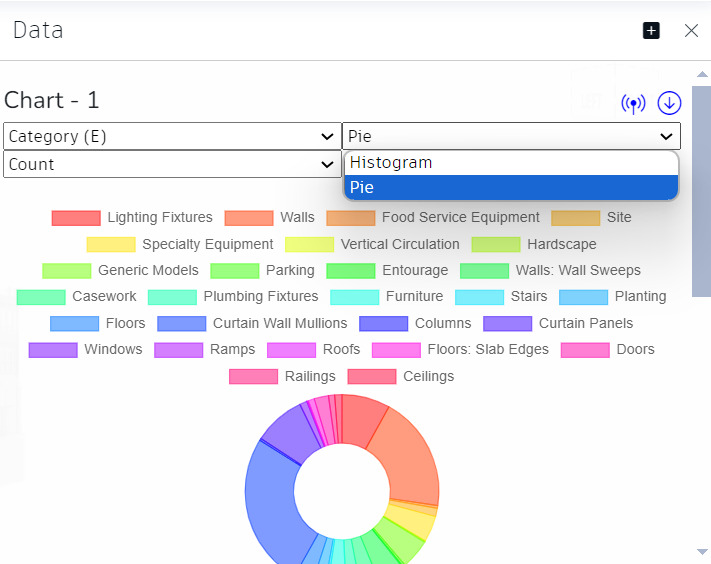 Data
Chart - 1
Category (E) Pie
Count Histogram
Pie
Lighting Fixtures Walls Food Service Equipment Site
Specialty Equipment Vertical Circulation Hardscape
Generic Models Parking Entourage Walls: Wall Sweeps
Casework Plumbing Fixtures Furniture Stairs Planting
Floors Curtain Wall Mullions Columns Curtain Panels
Windows Ramps Roofs Floors: Slab Edges Doors
Railings Ceilings